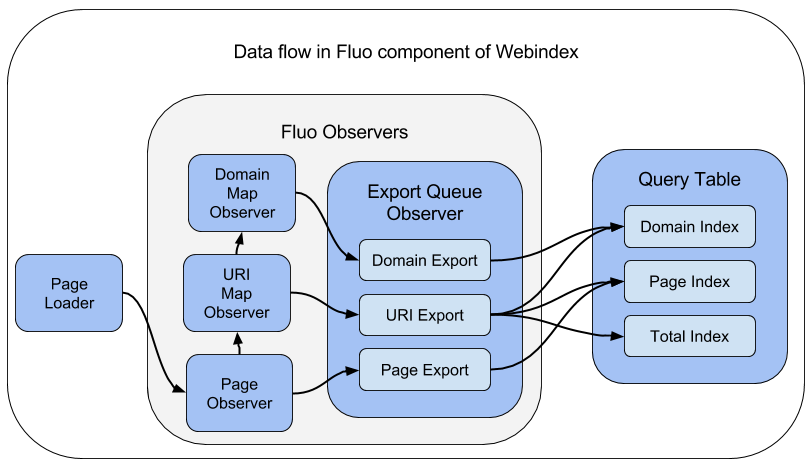 Data flow in Fluo component of Webindex
Fluo Observers
Domain
Map
Observer
Export Queue
Observer
Query Table
Domain Index
Domain Export
Page
Loader
URI
Map
Observer
Page Index
URI Export
Total Index
Page Export
Page
Observer